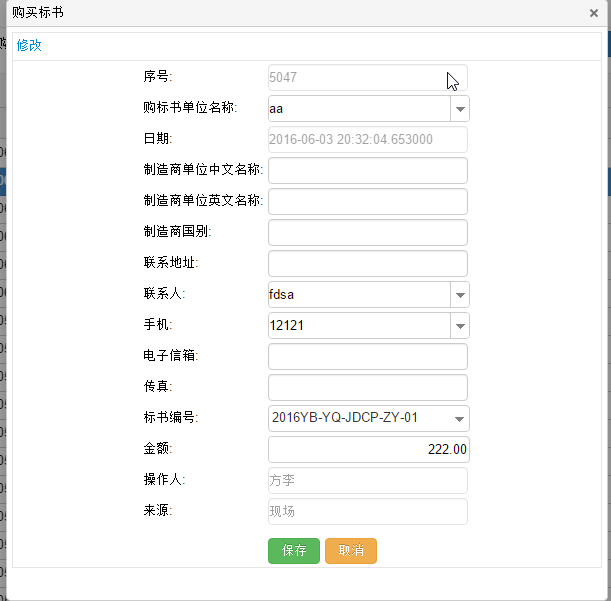 购买标书 ×
修改
序号: 5047
购标书单位名称: aa
日期: 2016-06-03 20:32:04.653000
制造商单位中文名称:
制造商单位英文名称:
制造商国别:
联系地址:
联系人: fdsa
手机: 12121
电子信箱:
传真:
标书编号: 2016YB-YQ-JDCP-ZY-01
金额: 222.00
操作人: 方李
来源: 现场
保存 取消